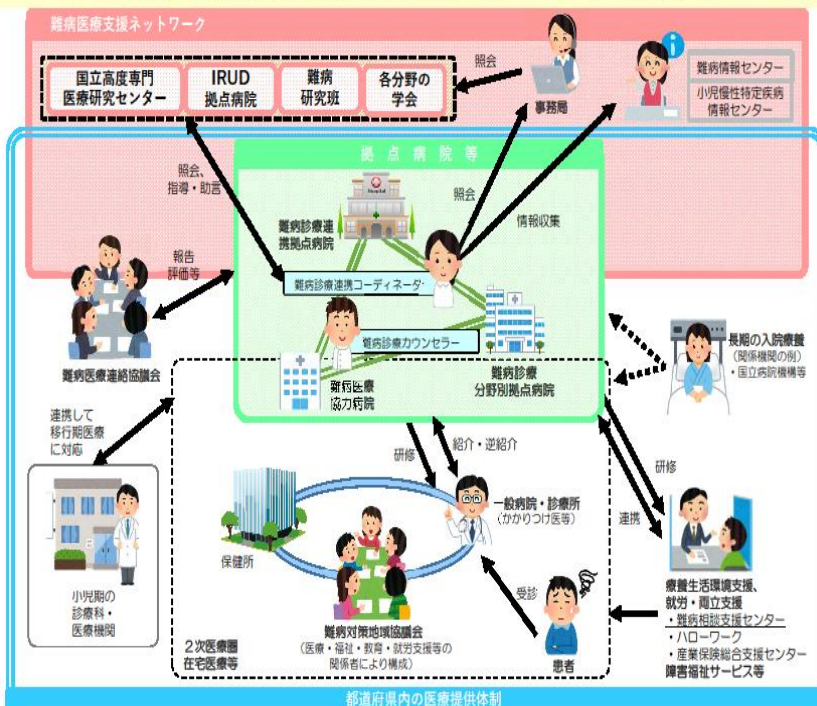 難病医療支援ネットワーク
国立高度専門
医療研究センター
IRUD
拠点病院
難病
研究班
各分野の
学会
照会
事務局
難病情報センター
小児慢性特定疾病
情報センター
拠点病院等
照会、
指導・助言
難病診療連
携拠点病院
照会
情報収集
報告
評価等
難病診療連携コーディネータ
難病診療カウンセラー
難病医療連絡協議会
難病医療
協力病院
難病診療
分野別拠点病院
長期の入院療養
(関係機関の例)
・国立病院機構等
連携して
移行期医療
に対応
研修
紹介・逆紹介
研修
連携
保健所
一般病院・診療所
(かかりつけ医等)
小児期の
診療科・
医療機関
受診
療養生活環境支援、
就労・両立支援
・難病相談支援センター
・ハローワーク
・産業保険総合支援センター
障害福祉サービス等
2次医療圏
在宅医療等
難病対策地域協議会
(医療・福祉・教育・就労支援等の
関係者により構成)
患者
都道府県内の医療提供体制